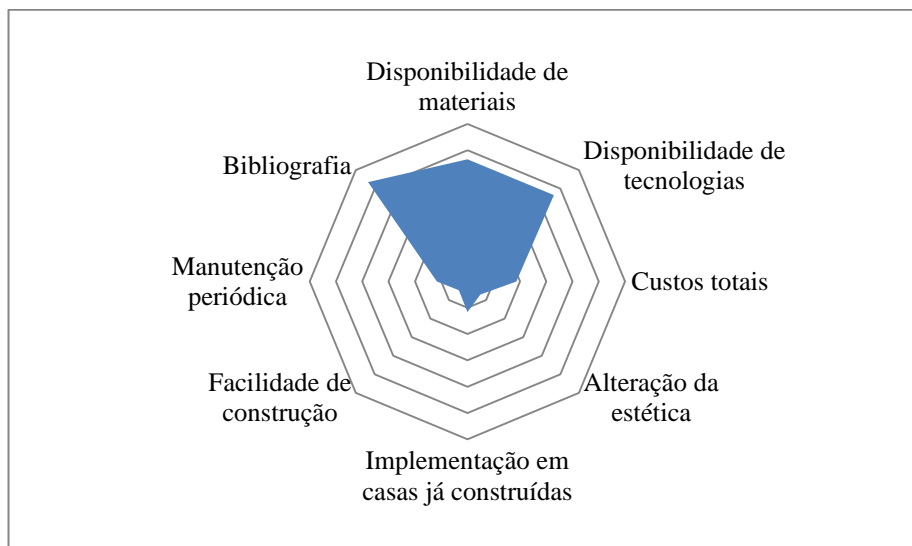 Disponibilidade de
materiais
Disponibilidade de
tecnologias
Custos totais
Alteração da
estética
Implementação em
casas já construídas
Facilidade de
construção
Manutenção
periódica
Bibliografia